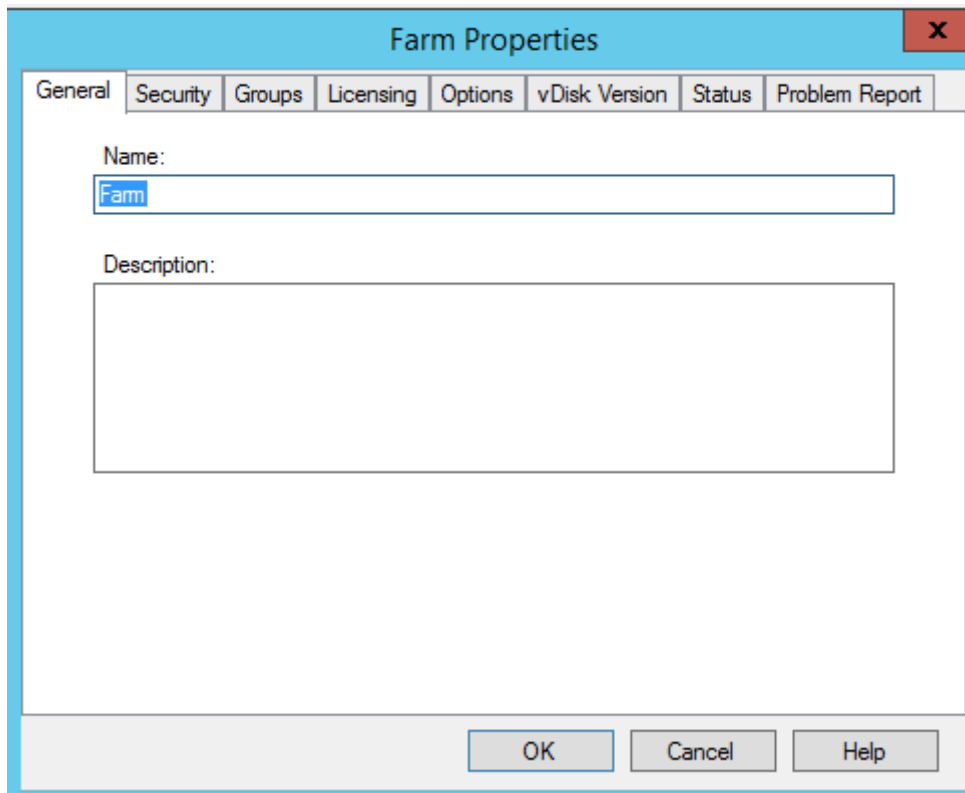 Farm Properties
x
General Security Groups Licensing Options vDisk Version Status Problem Report
Name:
Farm
Description:
OK Cancel Help